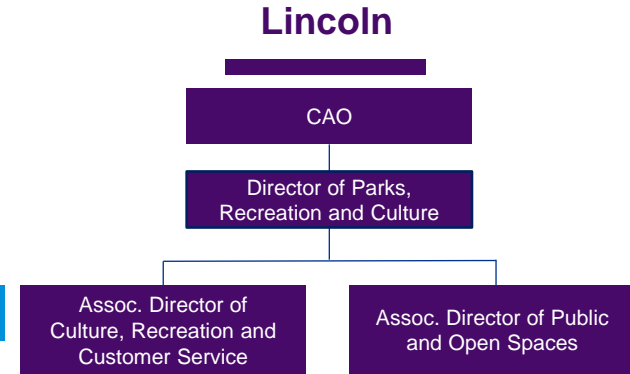 Lincoln
CAO
Director of Parks,
Recreation and Culture
Assoc. Director of
Culture, Recreation and
Customer Service
Assoc. Director of Public
and Open Spaces